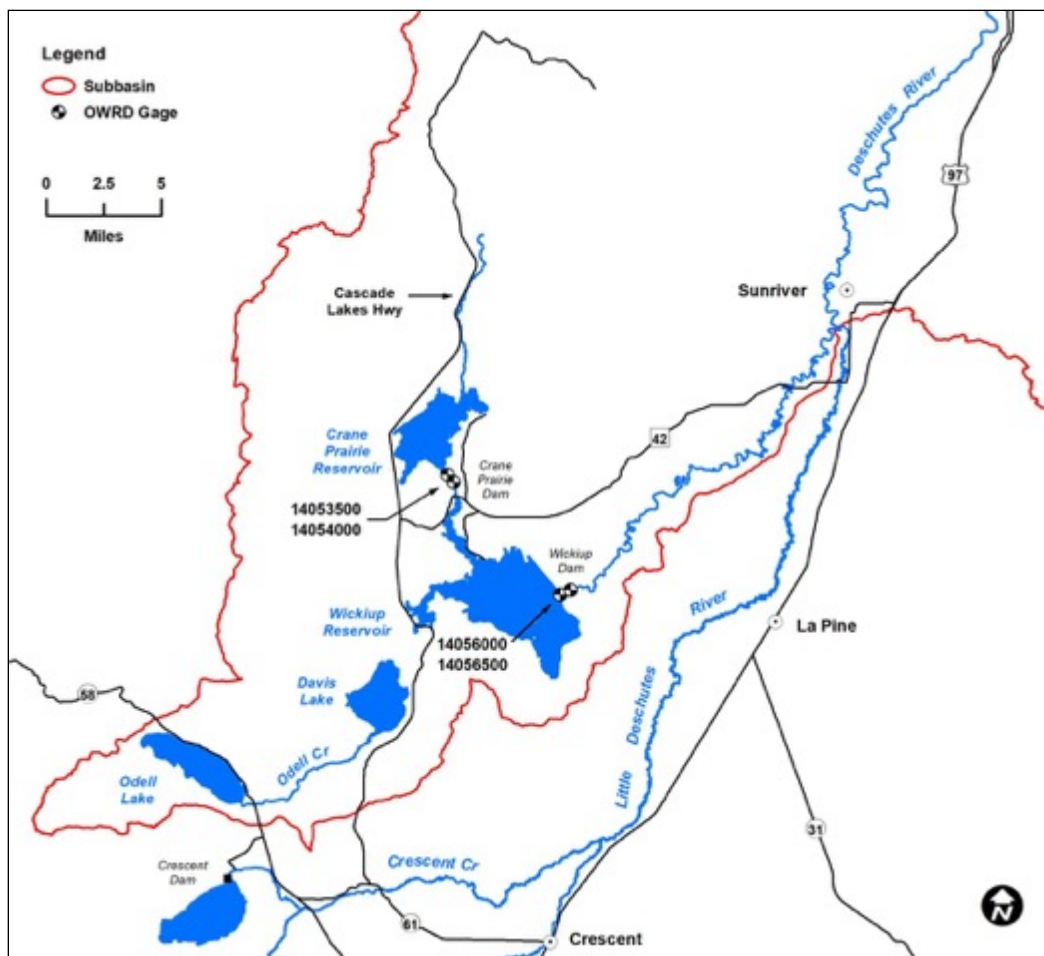 Legend
Subbasin
OWRD Gage
0 2.5 5
Miles
Deschutes River
97
Cascade
Lakes Hwy
Sunriver
Crane
Prairie
Reservoir
42
Crane
Prairie
Dam
14053500
14054000
Wickiup
Dam
Wickiup
Reservoir
14056000
14056500
River
La Pine
Davis
Lake
58
Odell Cr
Odell
Lake
Little Deschutes
31
Crescent
Dam
Crescent Cr
61
Crescent
N